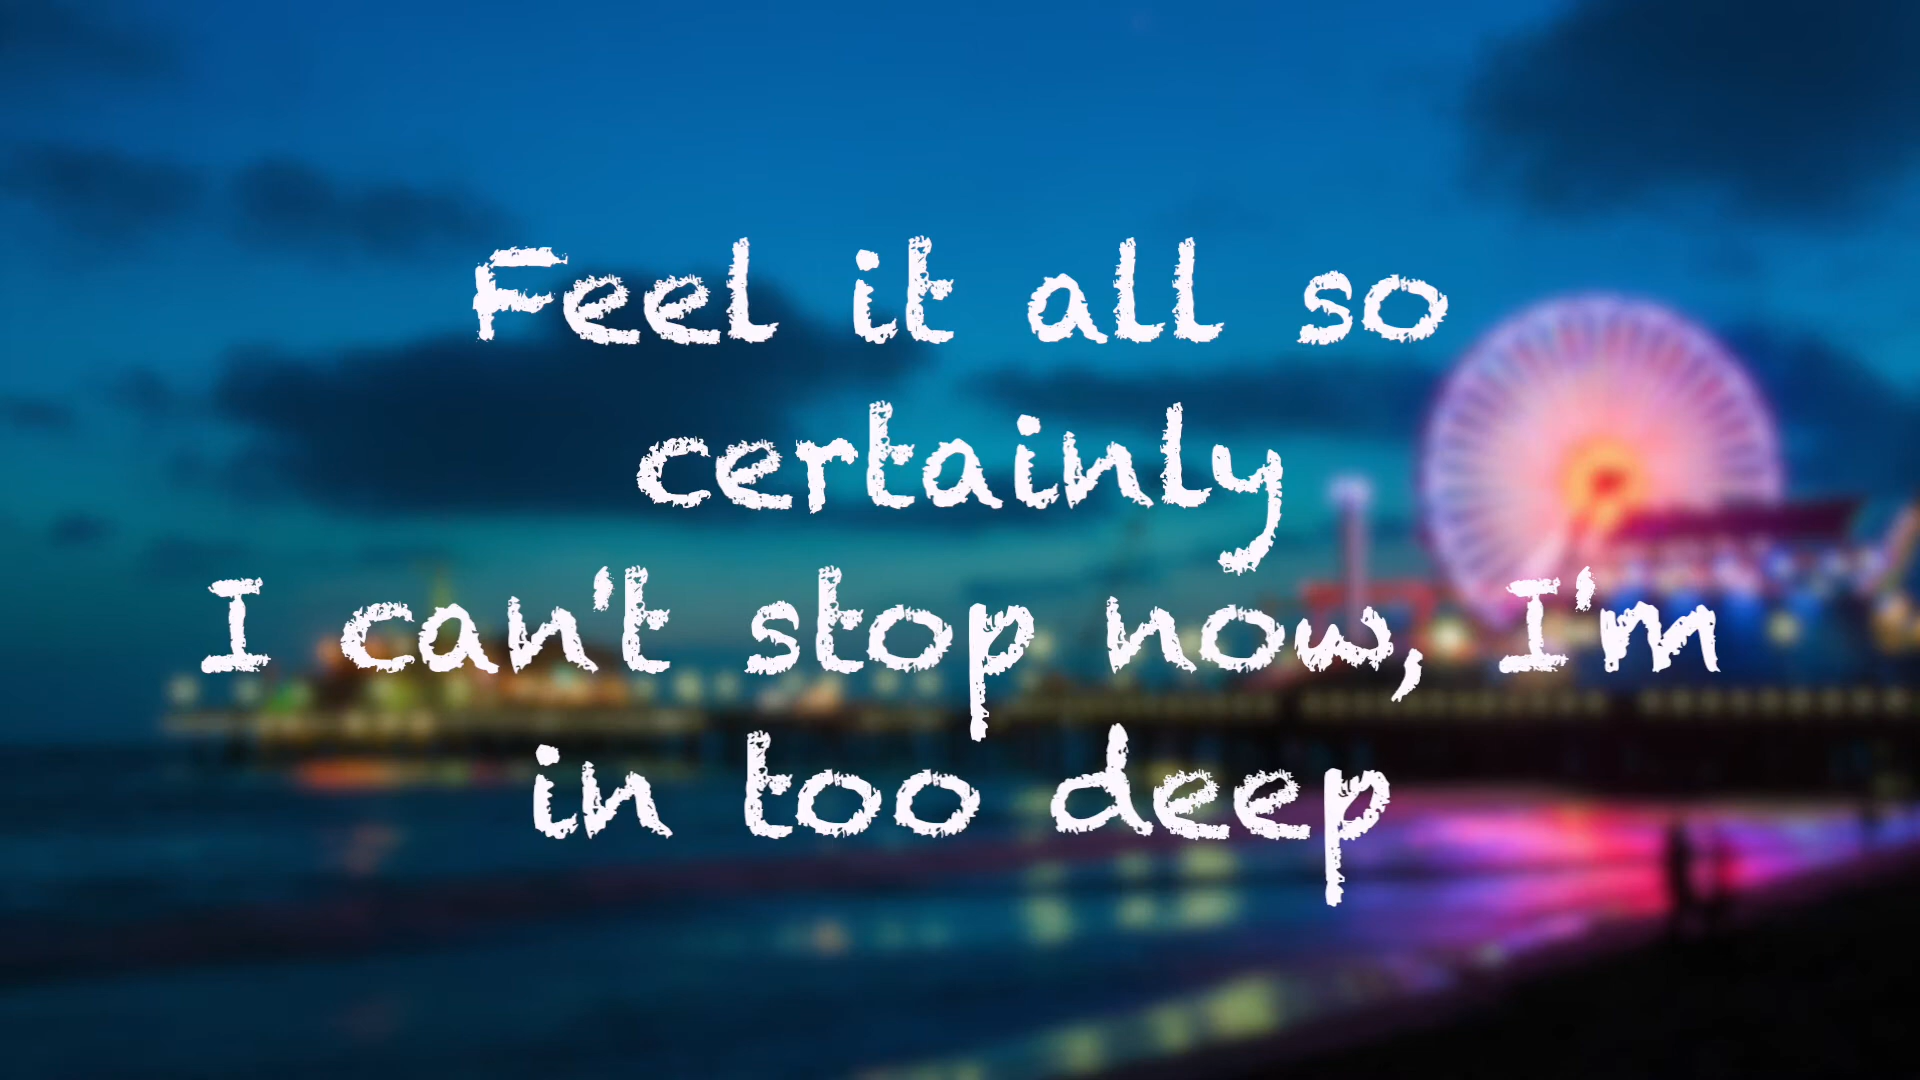 Feel it all so
certainly
I can't stop now, I'm
in too deep